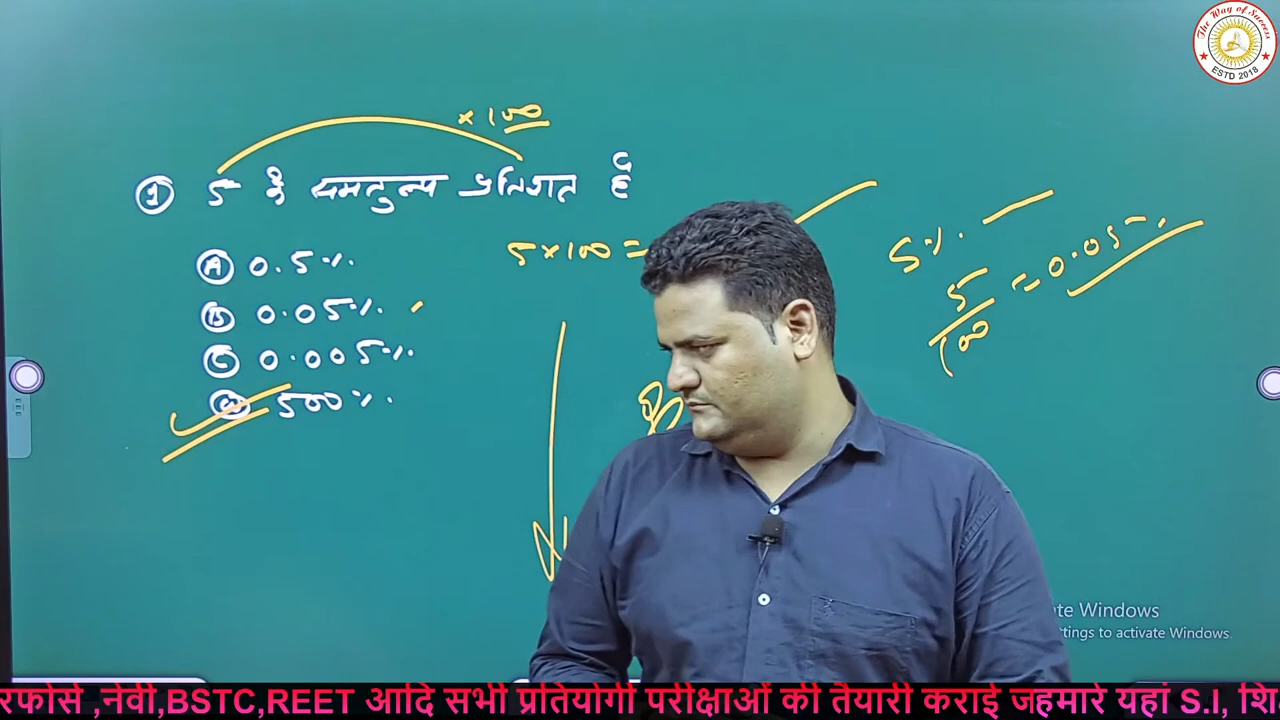 The Way of Success
ESTD 2018
× 100
① 5 के समतुल्य प्रतिशत है
Ⓐ 0.5%.
Ⓑ 0.05%.
Ⓒ 0.005%.
500%.
5×100=
5%.
5/100 = 0.05
Activate Windows
ttings to activate Windows.
रफोर्स ,नेवी,BSTC,REET आदि सभी प्रतियोगी परीक्षाओं की तैयारी कराई जहमारे यहां S.I, शि